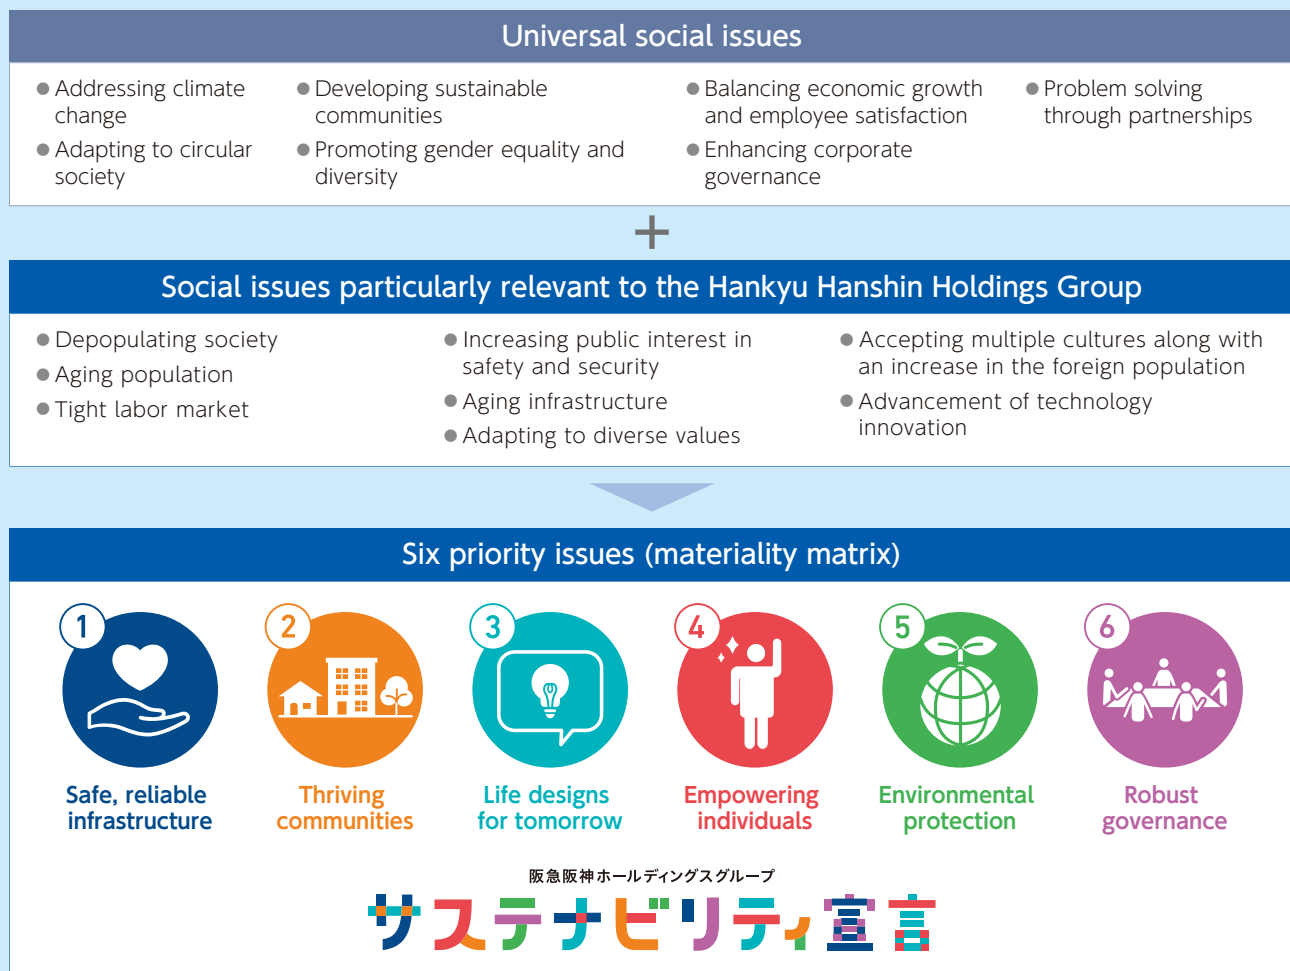 Universal social issues
● Addressing climate
change
● Adapting to circular
society
● Developing sustainable
communities
● Promoting gender equality and
diversity
● Balancing economic growth
and employee satisfaction
● Enhancing corporate
governance
● Problem solving
through partnerships
+
Social issues particularly relevant to the Hankyu Hanshin Holdings Group
● Depopulating society
● Aging population
● Tight labor market
● Increasing public interest in
safety and security
● Aging infrastructure
● Adapting to diverse values
● Accepting multiple cultures along with
an increase in the foreign population
● Advancement of technology
innovation
Six priority issues (materiality matrix)
1
Safe, reliable
infrastructure
2
Thriving
communities
3
Life designs
for tomorrow
4
Empowering
individuals
5
Environmental
protection
6
Robust
governance
阪急阪神ホールディングスグループ
サステナビリティ宣言